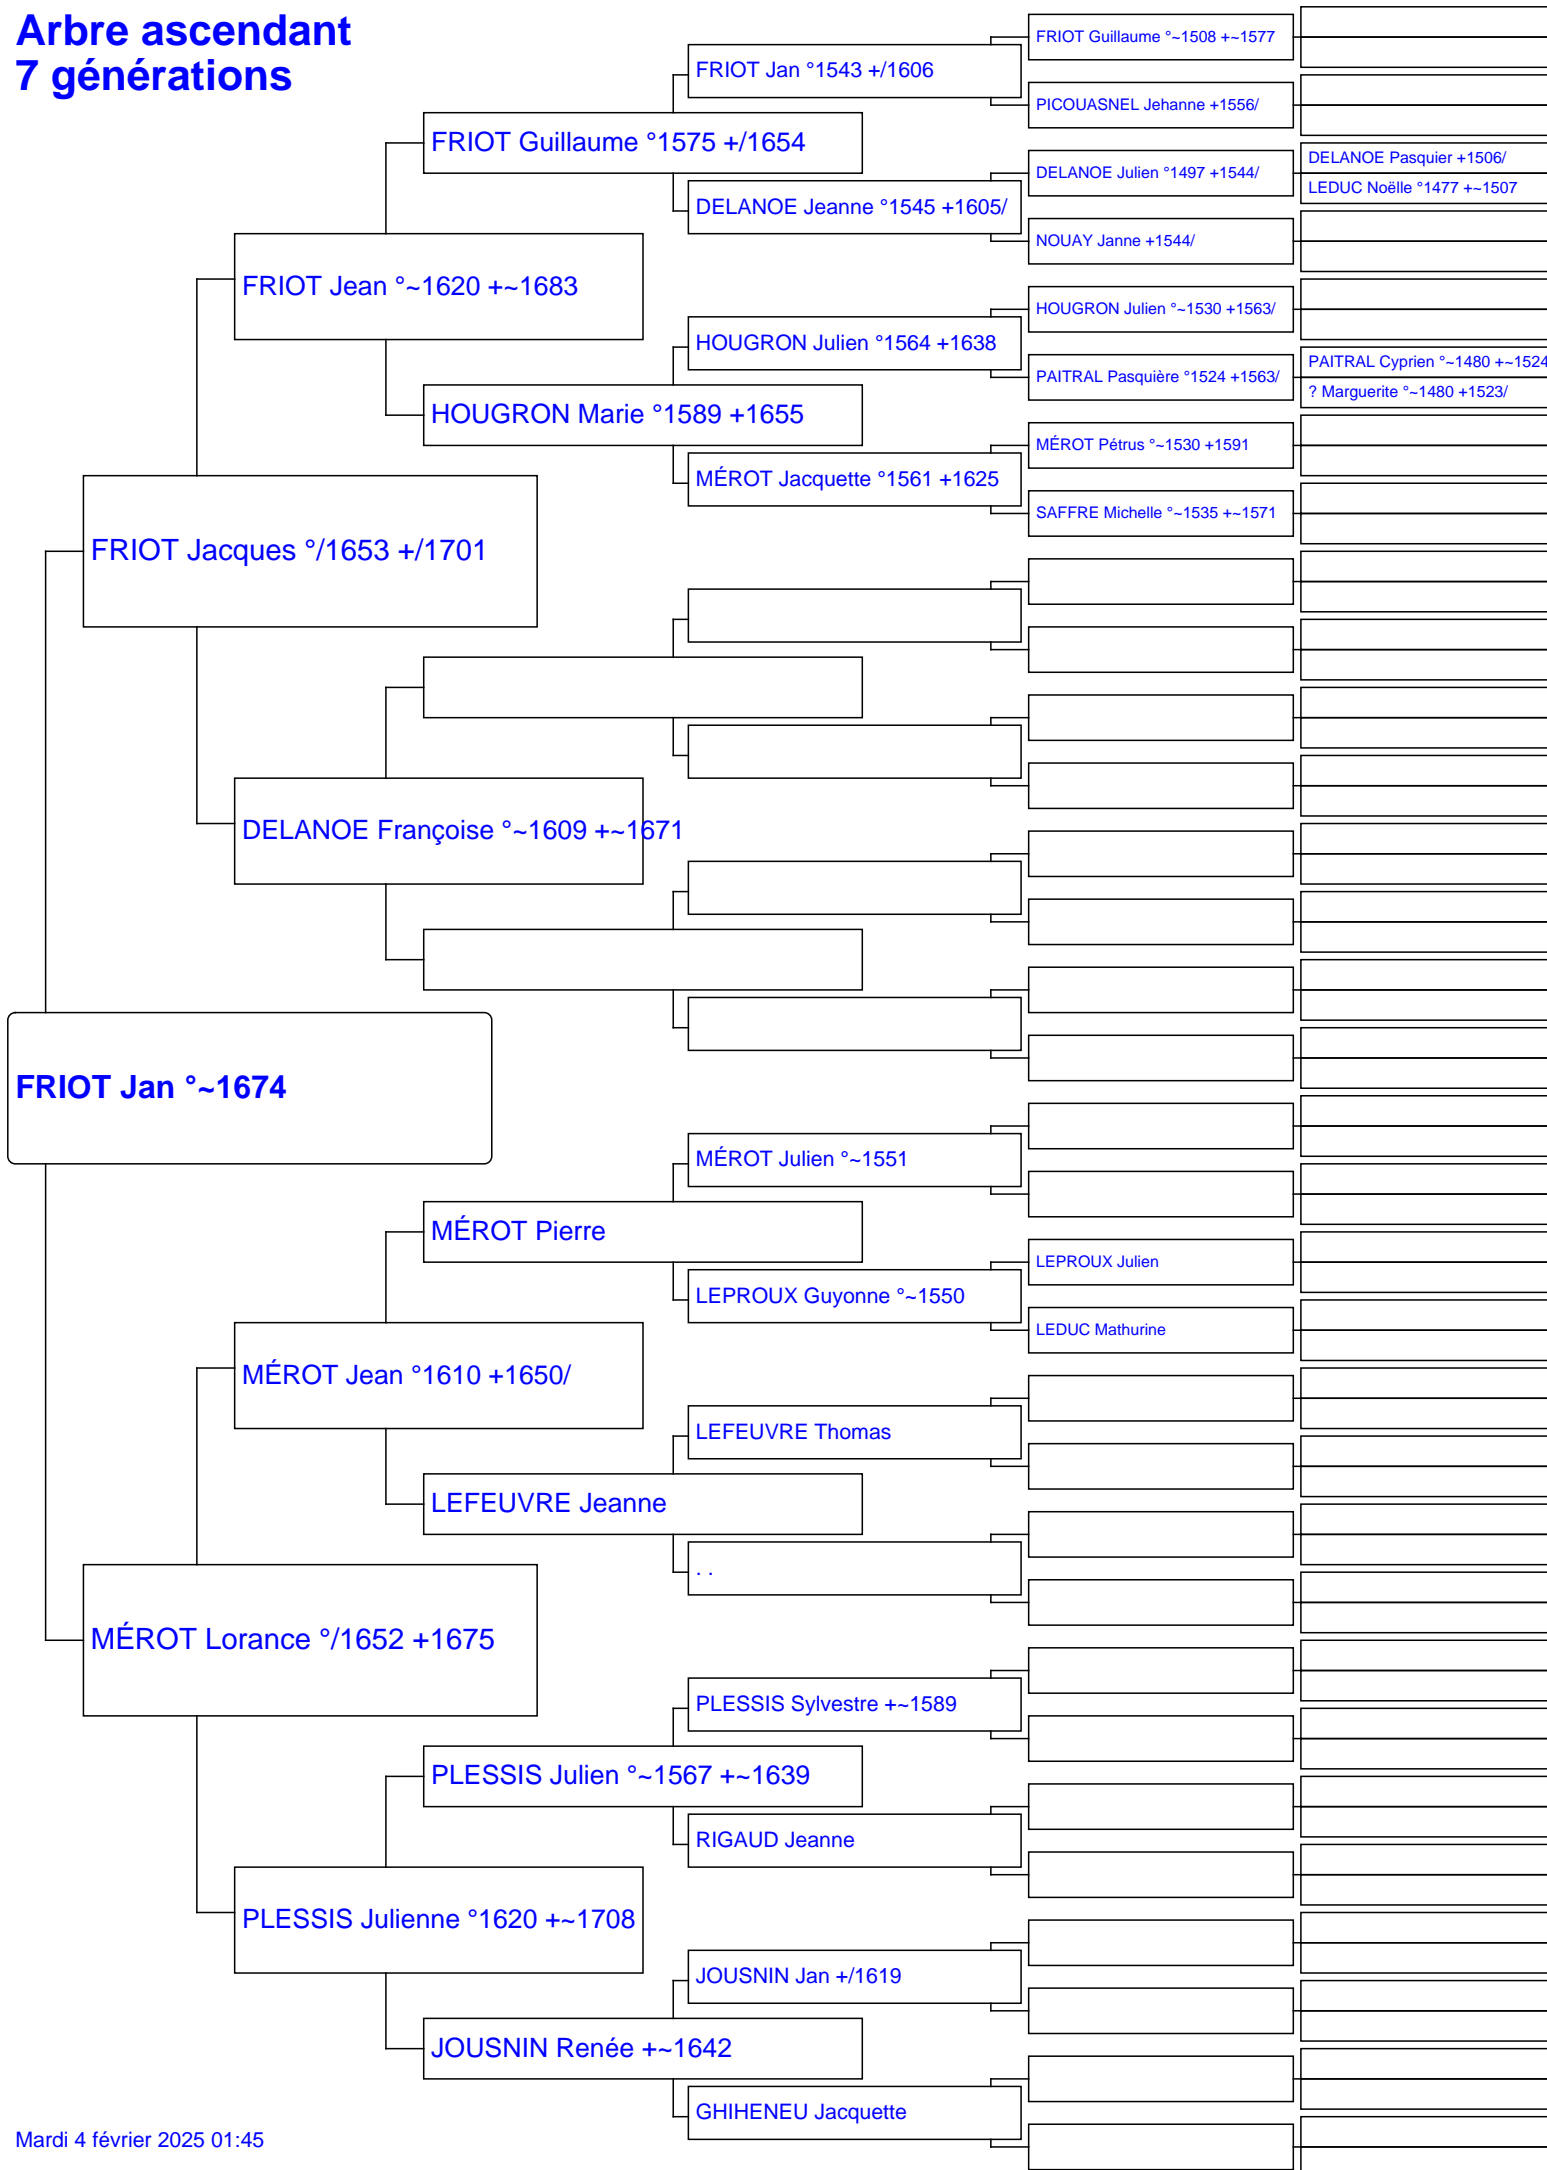 Arbre ascendant
7 générations
FRIOT Guillaume °~1508 +~1577
FRIOT Jan °1543 +/1606
PICOUASNEL Jehanne +1556/
FRIOT Guillaume °1575 +/1654
DELANOE Pasquier +1506/
DELANOE Julien °1497 +1544/
LEDUC Noëlle °1477 +~1507
DELANOE Jeanne °1545 +1605/
NOUAY Janne +1544/
FRIOT Jean °~1620 +~1683
HOUGRON Julien °~1530 +1563/
HOUGRON Julien °1564 +1638
PAITRAL Cyprien °~1480 +~1524
PAITRAL Pasquière °1524 +1563/
? Marguerite °~1480 +1523/
HOUGRON Marie °1589 +1655
MÉROT Pétrus °~1530 +1591
MÉROT Jacquette °1561 +1625
SAFFRE Michelle °~1535 +~1571
FRIOT Jacques °/1653 +/1701
DELANOE Françoise °~1609 +~1671
FRIOT Jan °~1674
MÉROT Julien °~1551
MÉROT Pierre
LEPROUX Julien
LEPROUX Guyonne °~1550
LEDUC Mathurine
MÉROT Jean °1610 +1650/
LEFEUVRE Thomas
LEFEUVRE Jeanne
. .
MÉROT Lorance °/1652 +1675
PLESSIS Sylvestre +~1589
PLESSIS Julien °~1567 +~1639
RIGAUD Jeanne
PLESSIS Julienne °1620 +~1708
JOUSNIN Jan +/1619
JOUSNIN Renée +~1642
GHIHENEU Jacquette
Mardi 4 février 2025 01:45